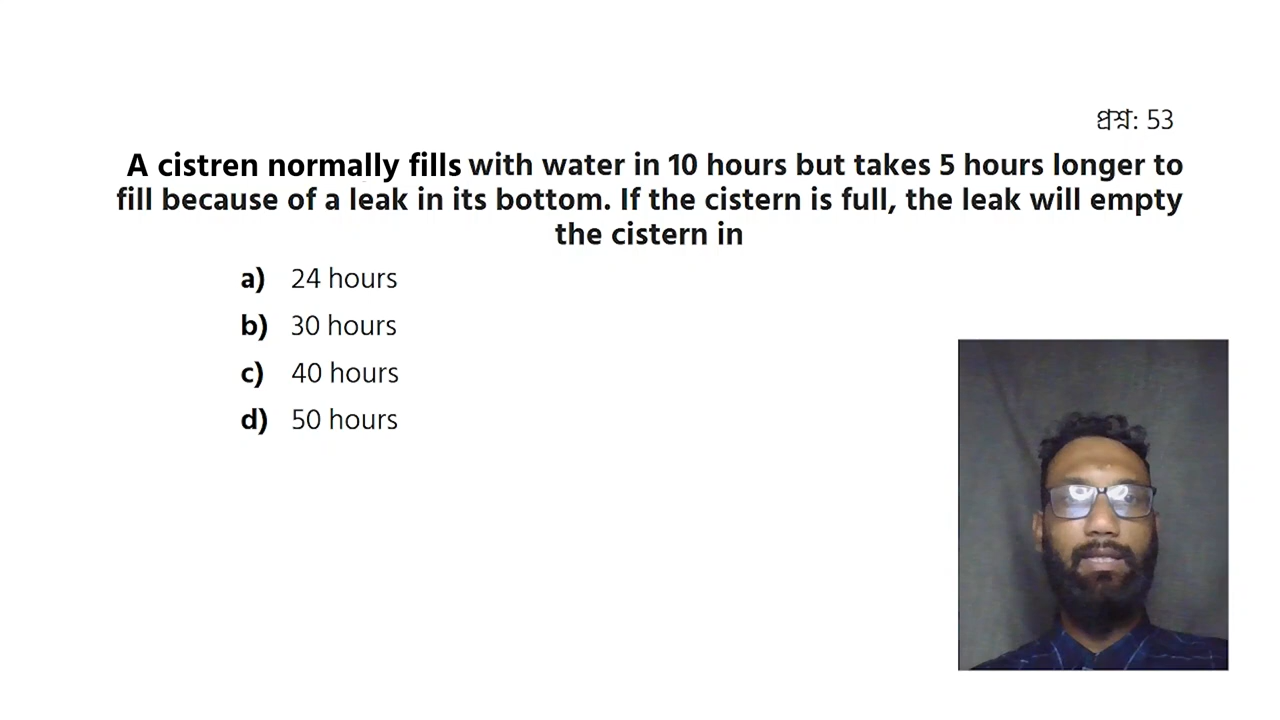 প্রশ্ন: 53
A cistren normally fills with water in 10 hours but takes 5 hours longer to
fill because of a leak in its bottom. If the cistern is full, the leak will empty
the cistern in
a) 24 hours
b) 30 hours
c) 40 hours
d) 50 hours